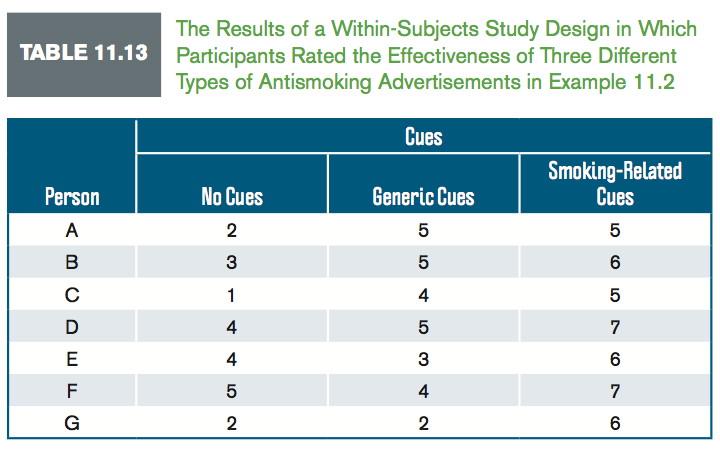 TABLE 11.13
The Results of a Within-Subjects Study Design in Which
Participants Rated the Effectiveness of Three Different
Types of Antismoking Advertisements in Example 11.2
Cues
Person No Cues Generic Cues Smoking-Related Cues
A 2 5 5
B 3 5 6
C 1 4 5
D 4 5 7
E 4 3 6
F 5 4 7
G 2 2 6